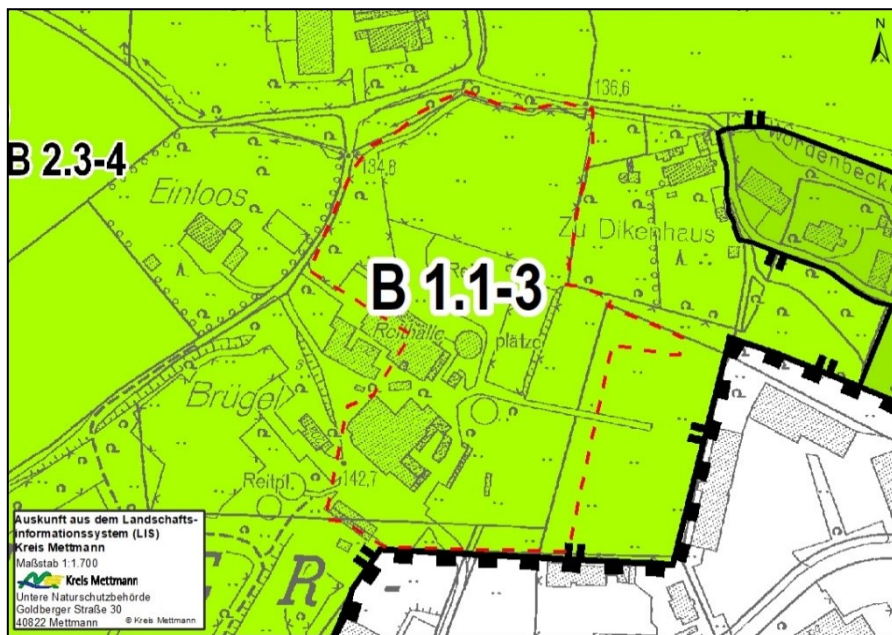 N
136,6
Wordenbecke
B 2.3-4
134,8
Einloos
Zu Dikenhaus
B 1.1-3
Reithalle
plätze
Brügel
142,7
Reitpl.
E R -
Auskunft aus dem Landschafts-
informationssystem (LIS)
Kreis Mettmann
Maßstab 1:1.700
Kreis Mettmann
Untere Naturschutzbehörde
Goldberger Straße 30
40822 Mettmann © Kreis Mettmann